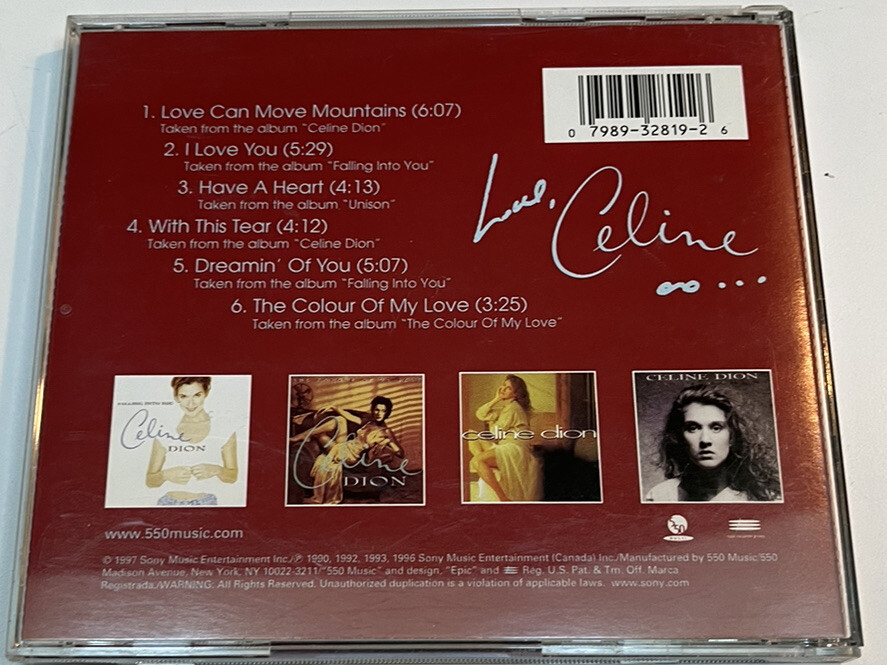 1. Love Can Move Mountains (6:07)
Taken from the album "Celine Dion"
2. I Love You (5:29)
Taken from the album "Falling Into You"
3. Have A Heart (4:13)
Taken from the album "Unison"
4. With This Tear (4:12)
Taken from the album "Celine Dion"
5. Dreamin' Of You (5:07)
Taken from the album "Falling Into You"
6. The Colour Of My Love (3:25)
Taken from the album "The Colour Of My Love"
0 7989-32819-2 6
Love,
Celine
Celine
DION
Celine
DION
celine dion
CELINE DION
www.550music.com
550
© 1997 Sony Music Entertainment Inc./℗ 1990, 1992, 1993, 1996 Sony Music Entertainment (Canada) Inc./Manufactured by 550 Music/550
Madison Avenue, New York, NY 10022-3211/"550 Music" and design, "Epic" and Reg. U.S. Pat. & Tm. Off. Marca
Registrada./WARNING: All Rights Reserved. Unauthorized duplication is a violation of applicable laws. www.sony.com